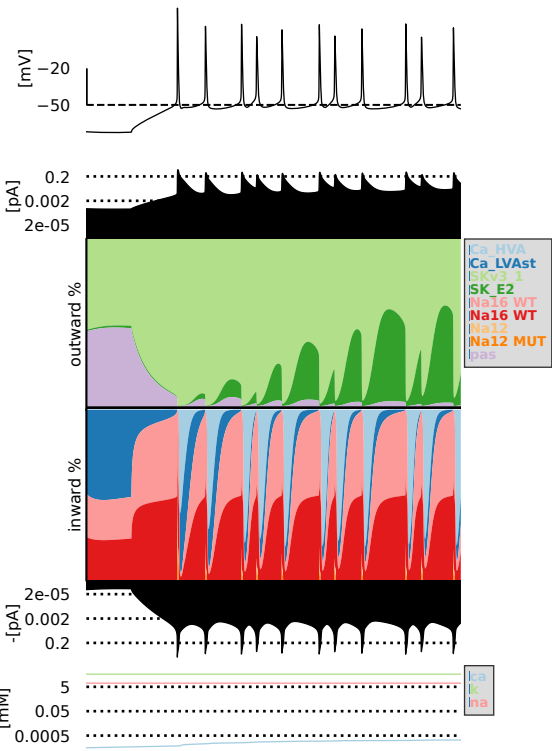 [mV]
−20
−50
[pA]
0.2
0.002
2e-05
outward %
Ca_HVA
Ca_LVAst
SKv3_1
SK_E2
Na16 WT
Na16 WT
Na12
Na12 MUT
pas
inward %
-[pA]
2e-05
0.002
0.2
[mM]
5
0.05
0.0005
ca
k
na